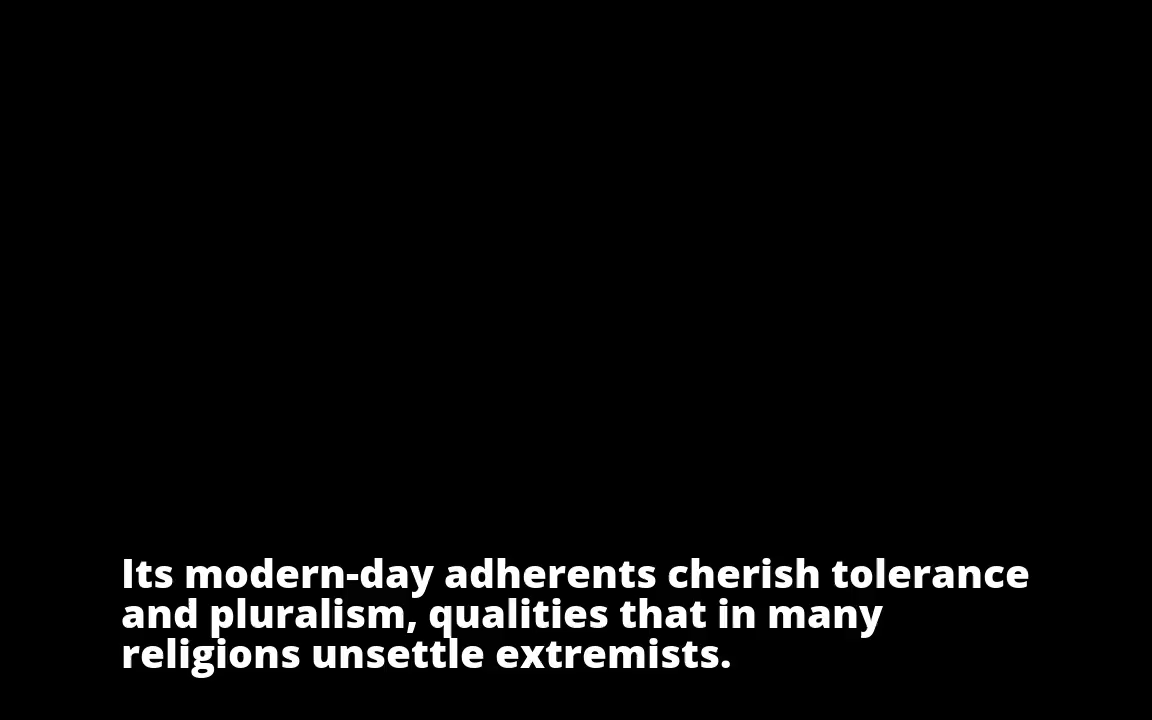 Its modern-day adherents cherish tolerance
and pluralism, qualities that in many
religions unsettle extremists.